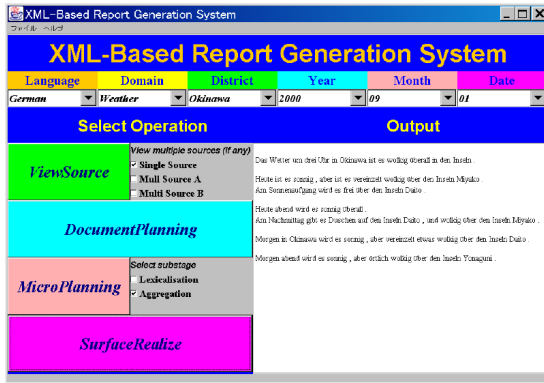 XML-Based Report Generation System
ファイル ヘルプ
XML-Based Report Generation System
Language Domain District Year Month Date
German Weather Okinawa 2000 09 01
Select Operation Output
View multiple sources (if any)
ViewSource
Single Source
Mull Source A
Multi Source B
DocumentPlanning
Select substage
MicroPlanning
Lexicalisation
Aggregation
SurfaceRealize
Das Wetter um drei Uhr in Okinawa ist es wolkig überall in den Inseln .
Heute ist es sonnig , aber ist es vereinzelt wolkig über den Inseln Miyako .
Am Sonnenaufgang wird es frei über den Inseln Daito .
Heute abend wird es sonnig überall .
Am Nachmittag gibt es Duschen auf den Inseln Daito , und wolkig über den Inseln Miyako .
Morgen in Okinawa wird es sonnig , aber vereinzelt etwas wolkig über den Inseln Daito .
Morgen abend wird es sonnig , aber örtlich wolkig über den Inseln Yonaguni .